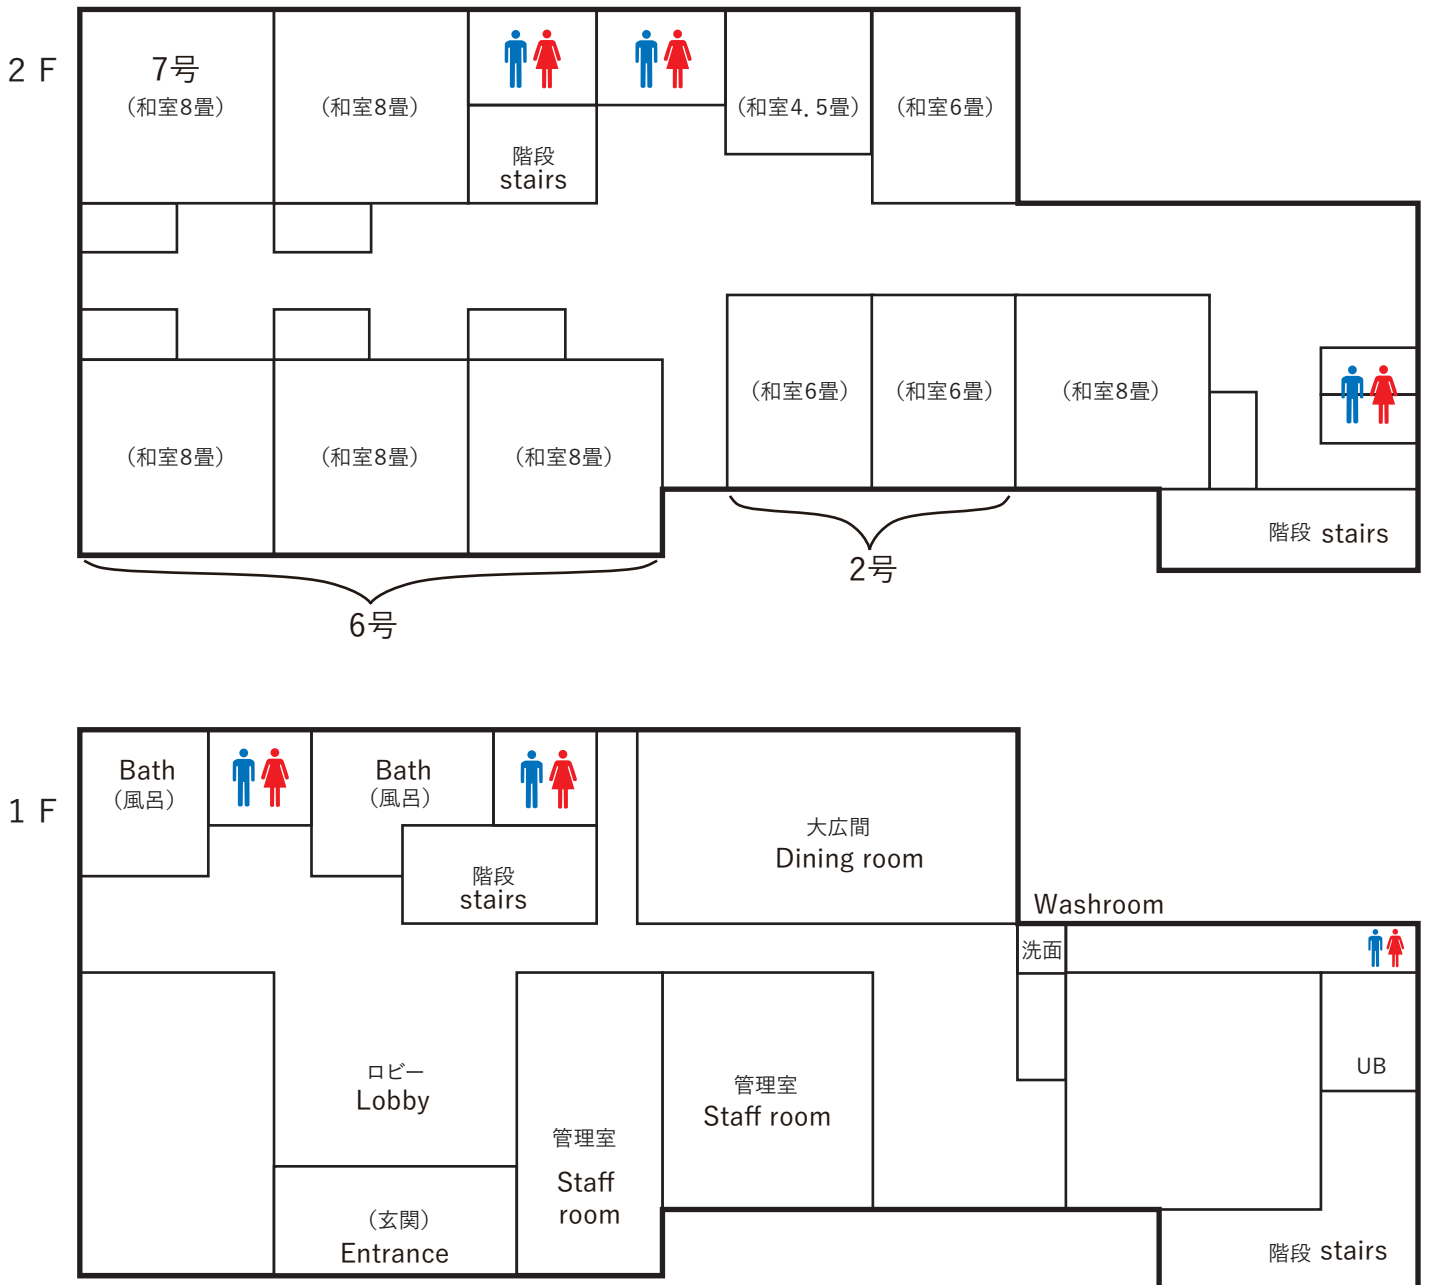 2 F
7号
(和室8畳)
(和室8畳)
階段
stairs
(和室4.5畳)
(和室6畳)
(和室8畳)
(和室8畳)
(和室8畳)
(和室6畳)
(和室6畳)
(和室8畳)
階段 stairs
2号
6号
1 F
Bath
(風呂)
Bath
(風呂)
階段
stairs
大広間
Dining room
Washroom
洗面
ロビー
Lobby
管理室
Staff
room
管理室
Staff room
UB
(玄関)
Entrance
階段 stairs